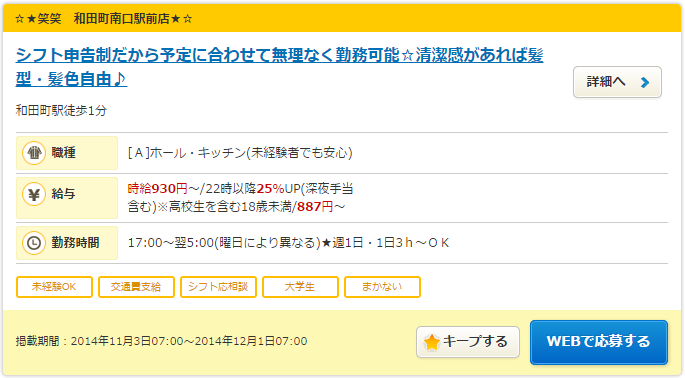 ☆★笑笑　和田町南口駅前店★☆
シフト申告制だから予定に合わせて無理なく勤務可能☆清潔感があれば髪
型・髪色自由♪
詳細へ
和田町駅徒歩1分
職種
[Ａ]ホール・キッチン(未経験者でも安心)
給与
時給930円～/22時以降25%UP(深夜手当
含む)※高校生を含む18歳未満/887円～
勤務時間
17:00～翌5:00(曜日により異なる)★週1日・1日3ｈ～ＯＫ
未経験OK
交通費支給
シフト応相談
大学生
まかない
掲載期間：2014年11月3日07:00～2014年12月1日07:00
キープする
WEBで応募する